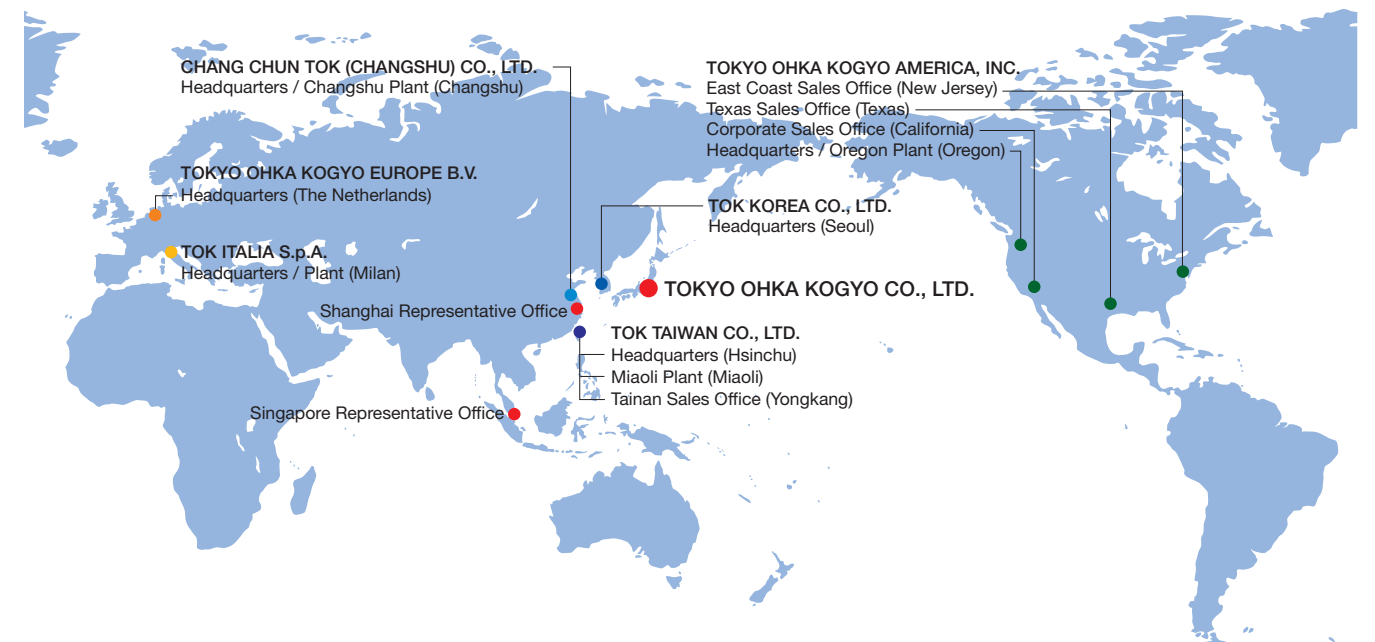 CHANG CHUN TOK (CHANGSHU) CO., LTD.
Headquarters / Changshu Plant (Changshu)
TOKYO OHKA KOGYO AMERICA, INC.
East Coast Sales Office (New Jersey)
Texas Sales Office (Texas)
Corporate Sales Office (California)
Headquarters / Oregon Plant (Oregon)
TOKYO OHKA KOGYO EUROPE B.V.
Headquarters (The Netherlands)
TOK KOREA CO., LTD.
Headquarters (Seoul)
TOK ITALIA S.p.A.
Headquarters / Plant (Milan)
TOKYO OHKA KOGYO CO., LTD.
Shanghai Representative Office
TOK TAIWAN CO., LTD.
Headquarters (Hsinchu)
Miaoli Plant (Miaoli)
Tainan Sales Office (Yongkang)
Singapore Representative Office